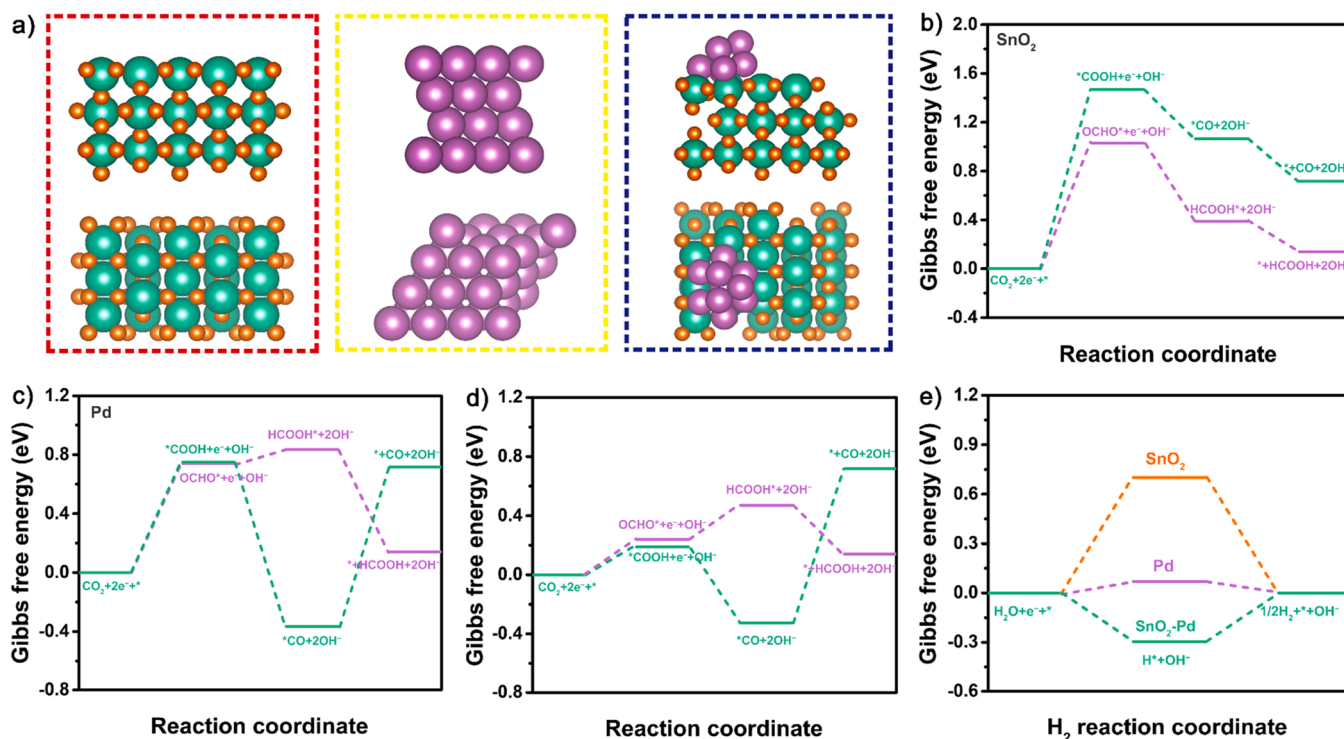 a)
b)
SnO₂
Gibbs free energy (eV)
2.0
1.6
1.2
0.8
0.4
0.0
-0.4
*COOH+e⁻+OH⁻
OCHO*+e⁻+OH⁻
*CO+2OH⁻
*+CO+2OH⁻
HCOOH*+2OH⁻
*+HCOOH+2OH⁻
CO₂+2e⁻+*
Reaction coordinate
c)
Pd
Gibbs free energy (eV)
1.2
0.8
0.4
0.0
-0.4
-0.8
*COOH+e⁻+OH⁻
HCOOH*+2OH⁻
*+CO+2OH⁻
OCHO*+e⁻+OH⁻
*+HCOOH+2OH⁻
CO₂+2e⁻+*
*CO+2OH⁻
Reaction coordinate
d)
Gibbs free energy (eV)
1.2
0.8
0.4
0.0
-0.4
-0.8
*+CO+2OH⁻
HCOOH*+2OH⁻
OCHO*+e⁻+OH⁻
*COOH+e⁻+OH⁻
*+HCOOH+2OH⁻
CO₂+2e⁻+*
*CO+2OH⁻
Reaction coordinate
e)
Gibbs free energy (eV)
1.2
0.9
0.6
0.3
0.0
-0.3
-0.6
SnO₂
Pd
H₂O+e⁻+*
1/2H₂+*+OH⁻
SnO₂-Pd
H*+OH⁻
H₂ reaction coordinate